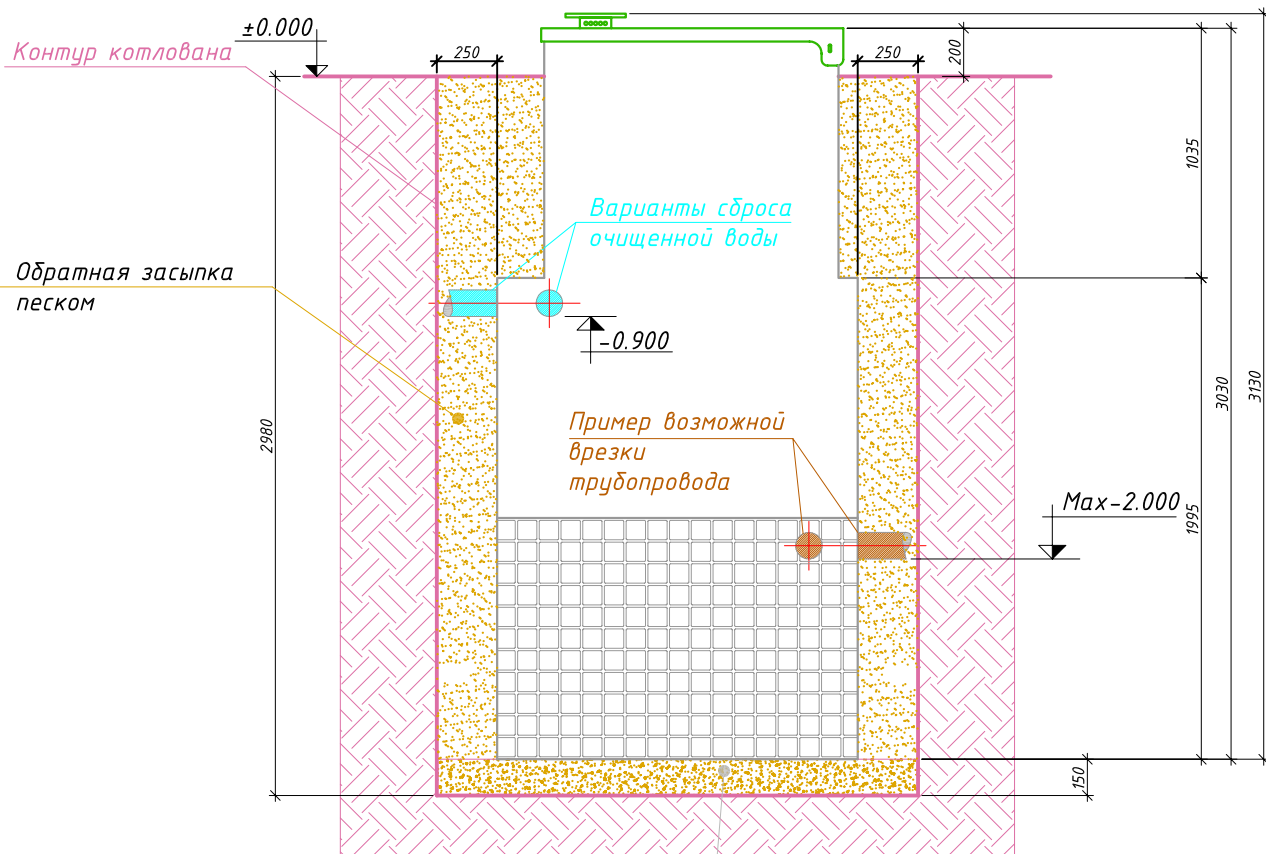 ±0.000
Контур котлована
250
250
200
1035
Варианты сброса
очищенной воды
Обратная засыпка
песком
-0.900
3030
3130
2980
Пример возможной
врезки
трубопровода
Max-2.000
1995
150